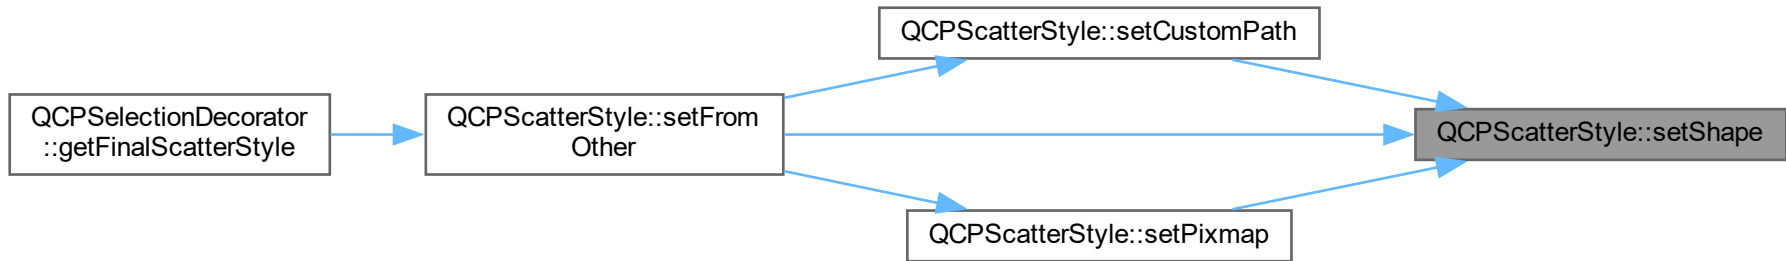 QCPScatterStyle::setCustomPath
QCPSelectionDecorator
::getFinalScatterStyle
QCPScatterStyle::setFrom
Other
QCPScatterStyle::setShape
QCPScatterStyle::setPixmap